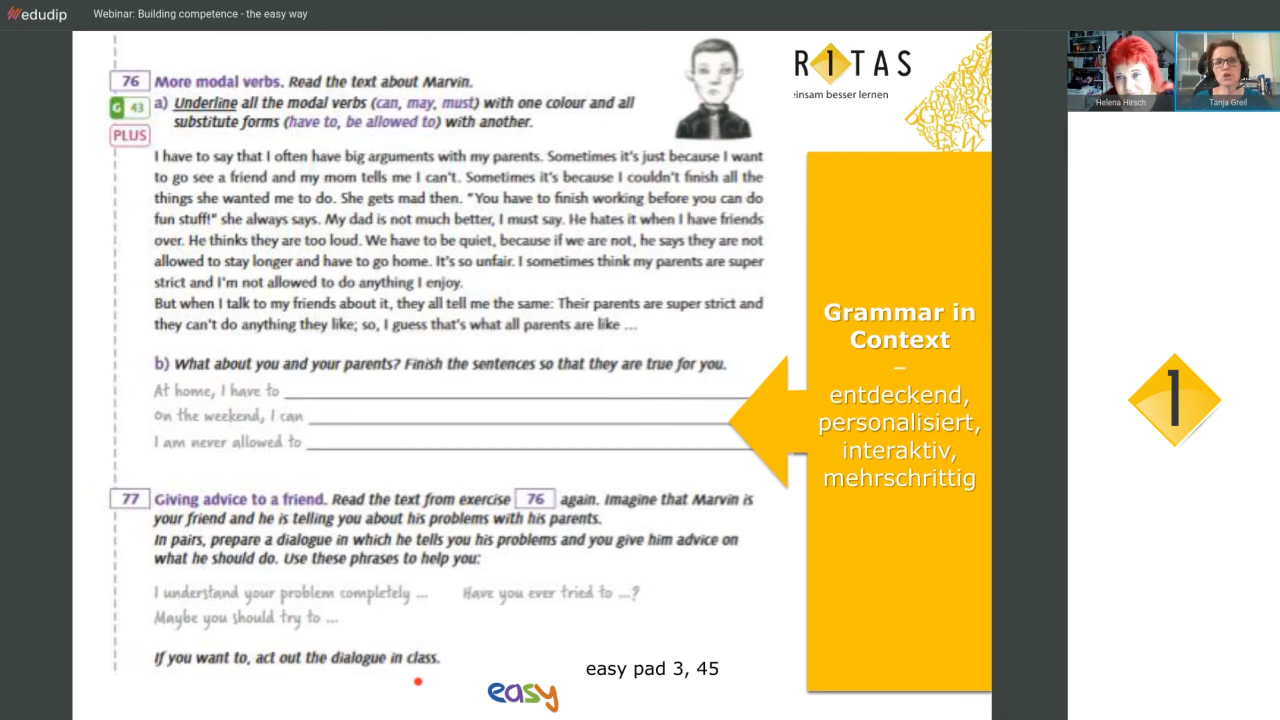 edudip
Webinar: Building competence - the easy way
76 More modal verbs. Read the text about Marvin.
G 43 a) Underline all the modal verbs (can, may, must) with one colour and all
substitute forms (have to, be allowed to) with another.
PLUS
I have to say that I often have big arguments with my parents. Sometimes it's just because I want
to go see a friend and my mom tells me I can't. Sometimes it's because I couldn't finish all the
things she wanted me to do. She gets mad then. "You have to finish working before you can do
fun stuff!" she always says. My dad is not much better, I must say. He hates it when I have friends
over. He thinks they are too loud. We have to be quiet, because if we are not, he says they are not
allowed to stay longer and have to go home. It's so unfair. I sometimes think my parents are super
strict and I'm not allowed to do anything I enjoy.
But when I talk to my friends about it, they all tell me the same: Their parents are super strict and
they can't do anything they like; so, I guess that's what all parents are like ...
b) What about you and your parents? Finish the sentences so that they are true for you.
At home, I have to
On the weekend, I can
I am never allowed to
77 Giving advice to a friend. Read the text from exercise 76 again. Imagine that Marvin is
your friend and he is telling you about his problems with his parents.
In pairs, prepare a dialogue in which he tells you his problems and you give him advice on
what he should do. Use these phrases to help you:
I understand your problem completely ... Have you ever tried to ...?
Maybe you should try to ...
If you want to, act out the dialogue in class.
easy pad 3, 45
easy
R1TAS
einsam besser lernen
Grammar in
Context
–
entdeckend,
personalisiert,
interaktiv,
mehrschrittig
Helena Hirsch
Tanja Greil
1